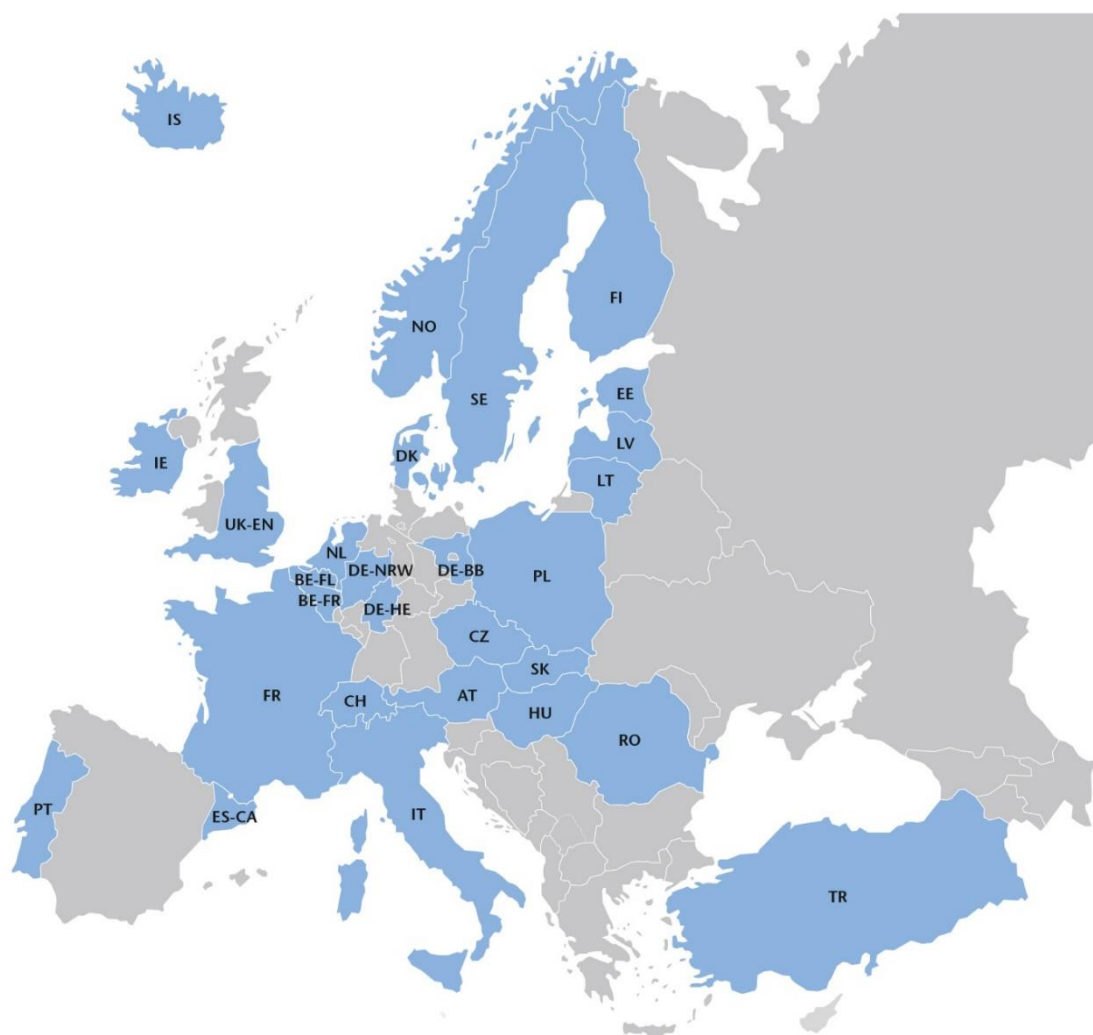 IS
FI
NO
SE
EE
LV
DK
IE
LT
UK-EN
NL
DE-NRW
DE-BB
PL
BE-FL
BE-FR
DE-HE
CZ
SK
FR
CH
AT
HU
RO
PT
ES-CA
IT
TR